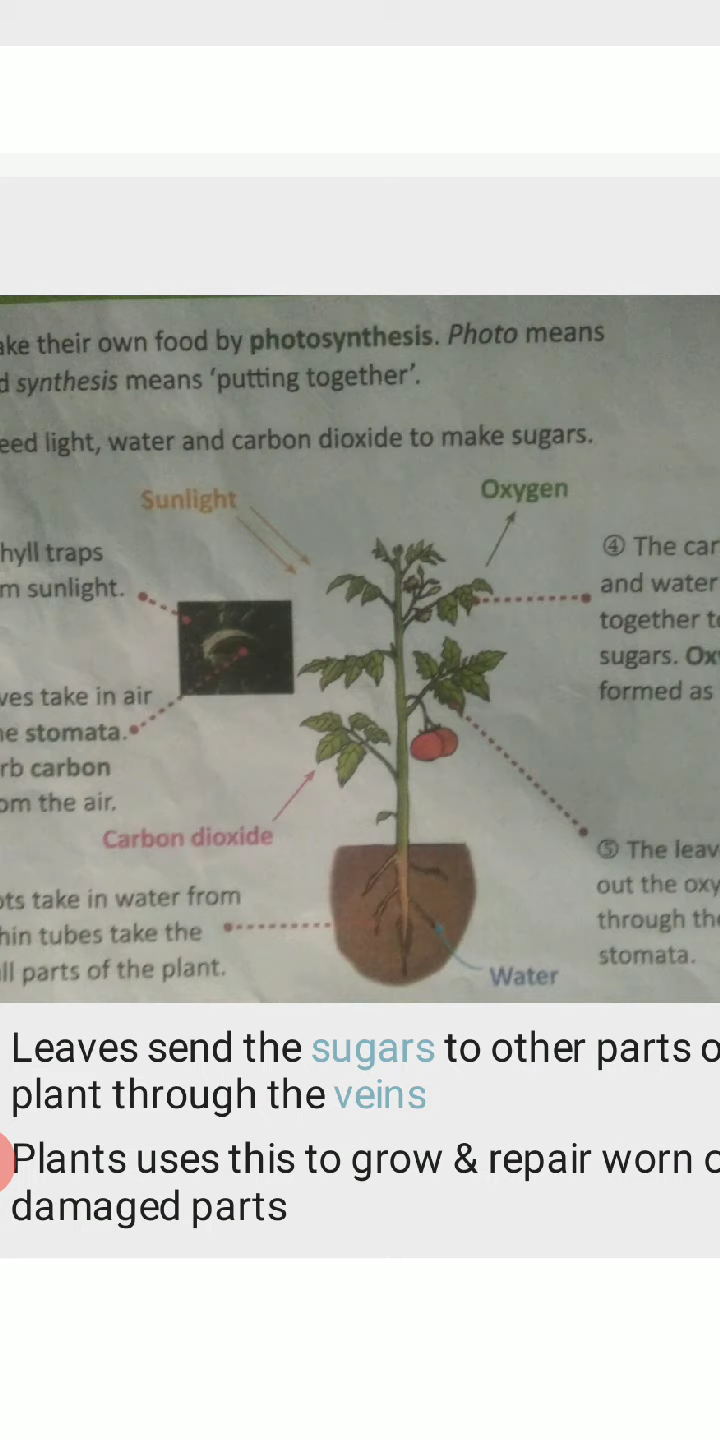 ake their own food by photosynthesis. Photo means
d synthesis means 'putting together'.
eed light, water and carbon dioxide to make sugars.
Sunlight
Oxygen
hyll traps
m sunlight.
④ The car
and water
together t
sugars. Ox
formed as
ves take in air
he stomata.
rb carbon
om the air.
Carbon dioxide
⑤ The leav
out the oxy
through the
stomata.
ots take in water from
hin tubes take the
ll parts of the plant.
Water
Leaves send the sugars to other parts o
plant through the veins
Plants uses this to grow & repair worn o
damaged parts